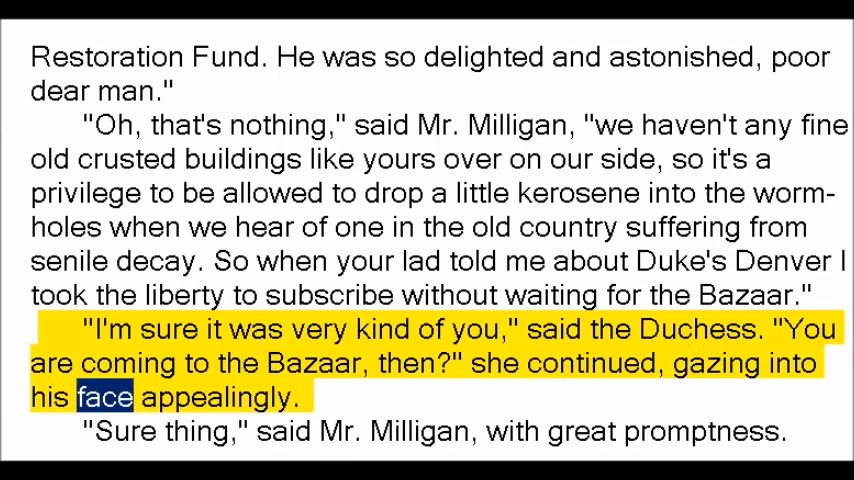 Restoration Fund. He was so delighted and astonished, poor
dear man."
"Oh, that's nothing," said Mr. Milligan, "we haven't any fine
old crusted buildings like yours over on our side, so it's a
privilege to be allowed to drop a little kerosene into the worm-
holes when we hear of one in the old country suffering from
senile decay. So when your lad told me about Duke's Denver I
took the liberty to subscribe without waiting for the Bazaar."
"I'm sure it was very kind of you," said the Duchess. "You
are coming to the Bazaar, then?" she continued, gazing into
his face appealingly.
"Sure thing," said Mr. Milligan, with great promptness.